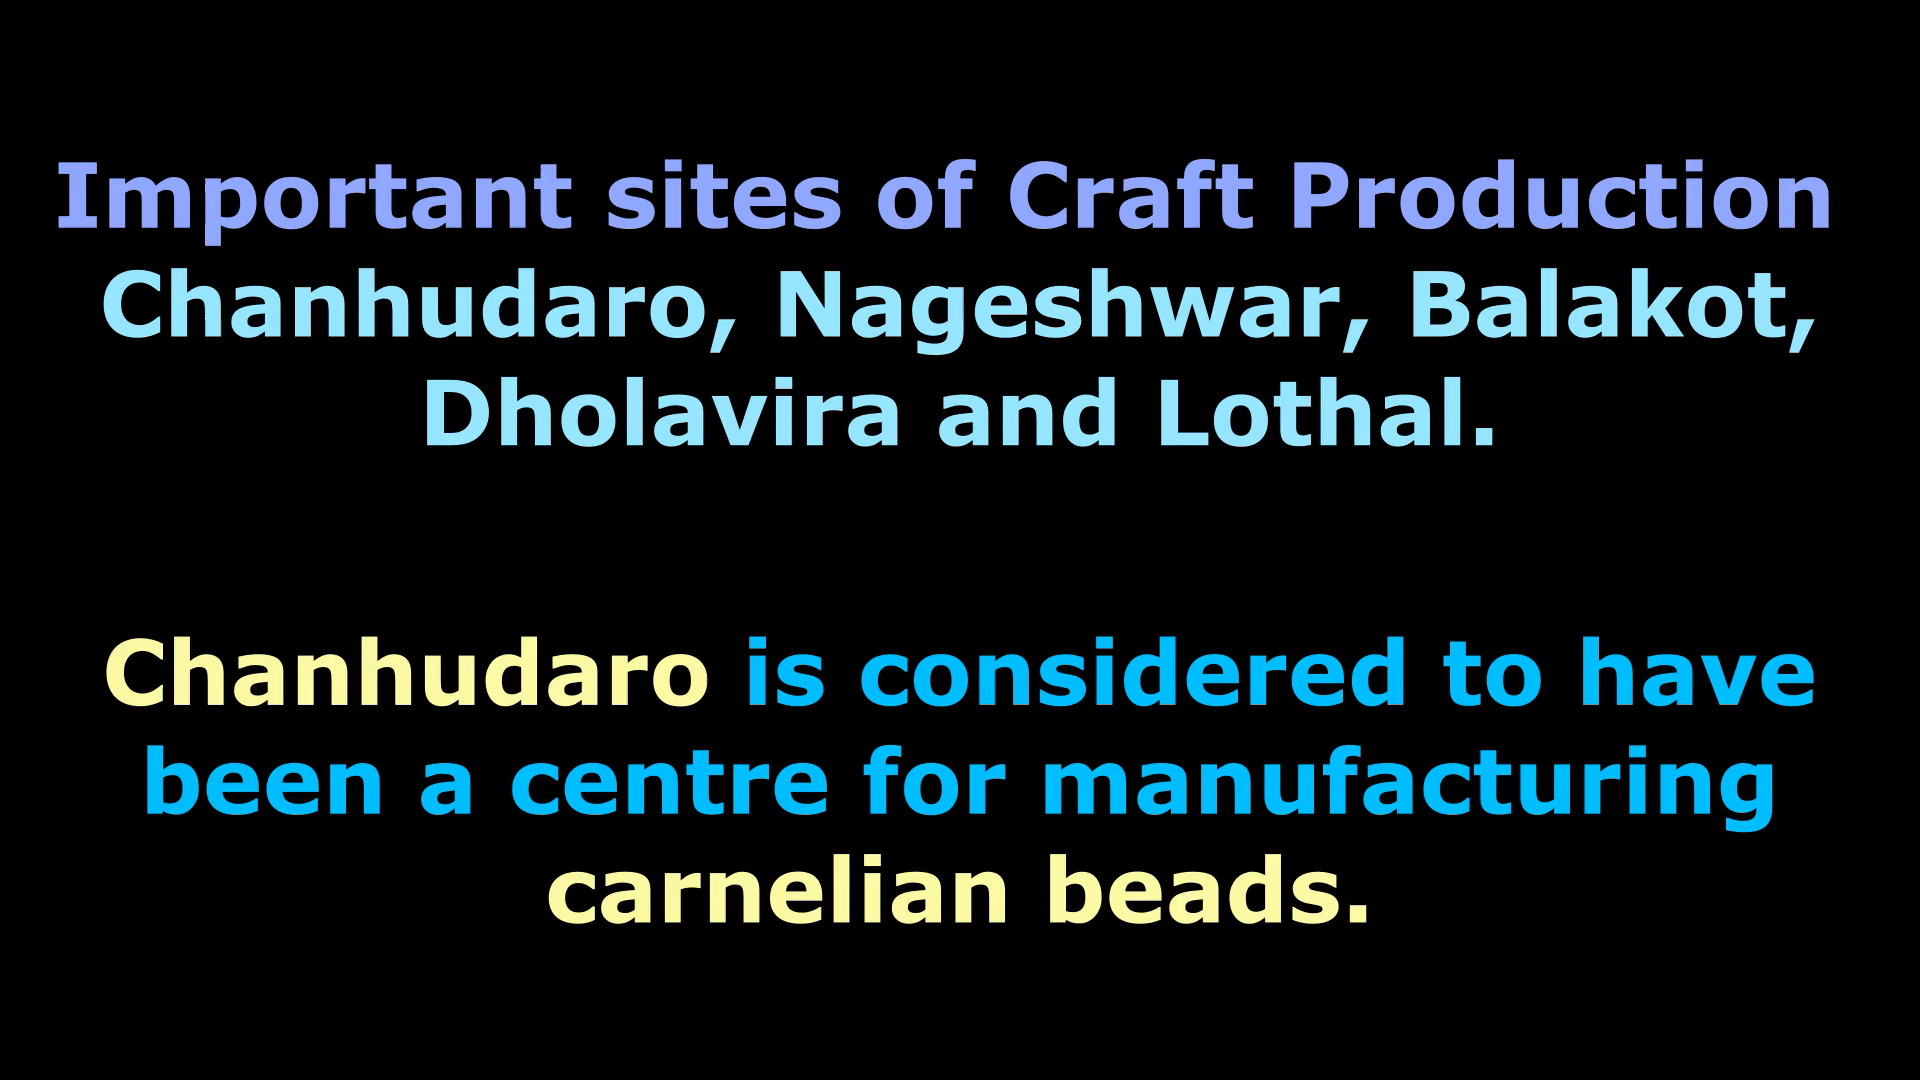 Important sites of Craft Production
Chanhudaro, Nageshwar, Balakot,
Dholavira and Lothal.
Chanhudaro is considered to have
been a centre for manufacturing
carnelian beads.